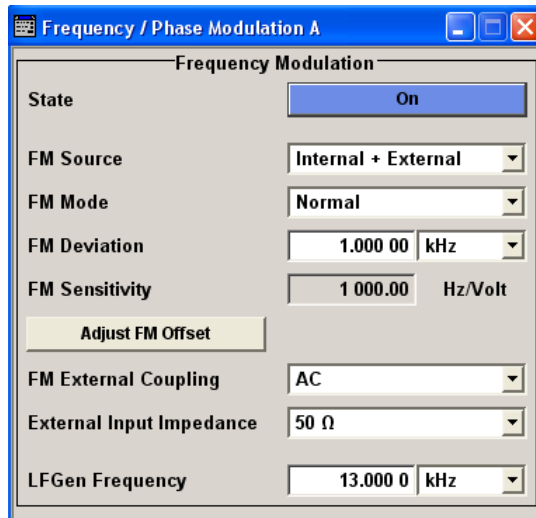 Frequency / Phase Modulation A
Frequency Modulation
State On
FM Source Internal + External
FM Mode Normal
FM Deviation 1.000 00 kHz
FM Sensitivity 1 000.00 Hz/Volt
Adjust FM Offset
FM External Coupling AC
External Input Impedance 50 Ω
LFGen Frequency 13.000 0 kHz